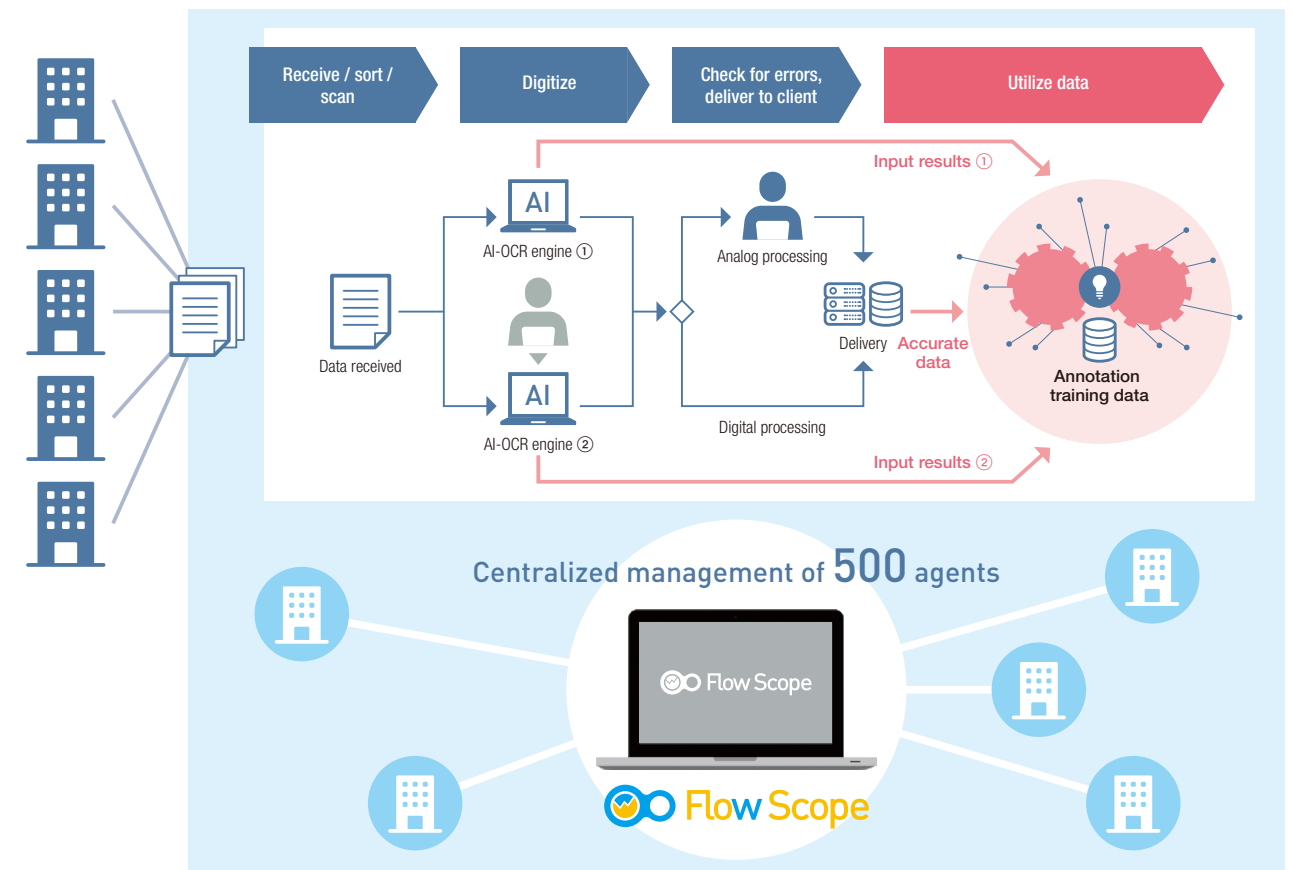 Receive / sort /
scan
Digitize
Check for errors,
deliver to client
Utilize data
Input results ①
AI
AI-OCR engine ①
Analog processing
Data received
Delivery
Accurate
data
Annotation
training data
AI
AI-OCR engine ②
Digital processing
Input results ②
Centralized management of 500 agents
Flow Scope
Flow Scope